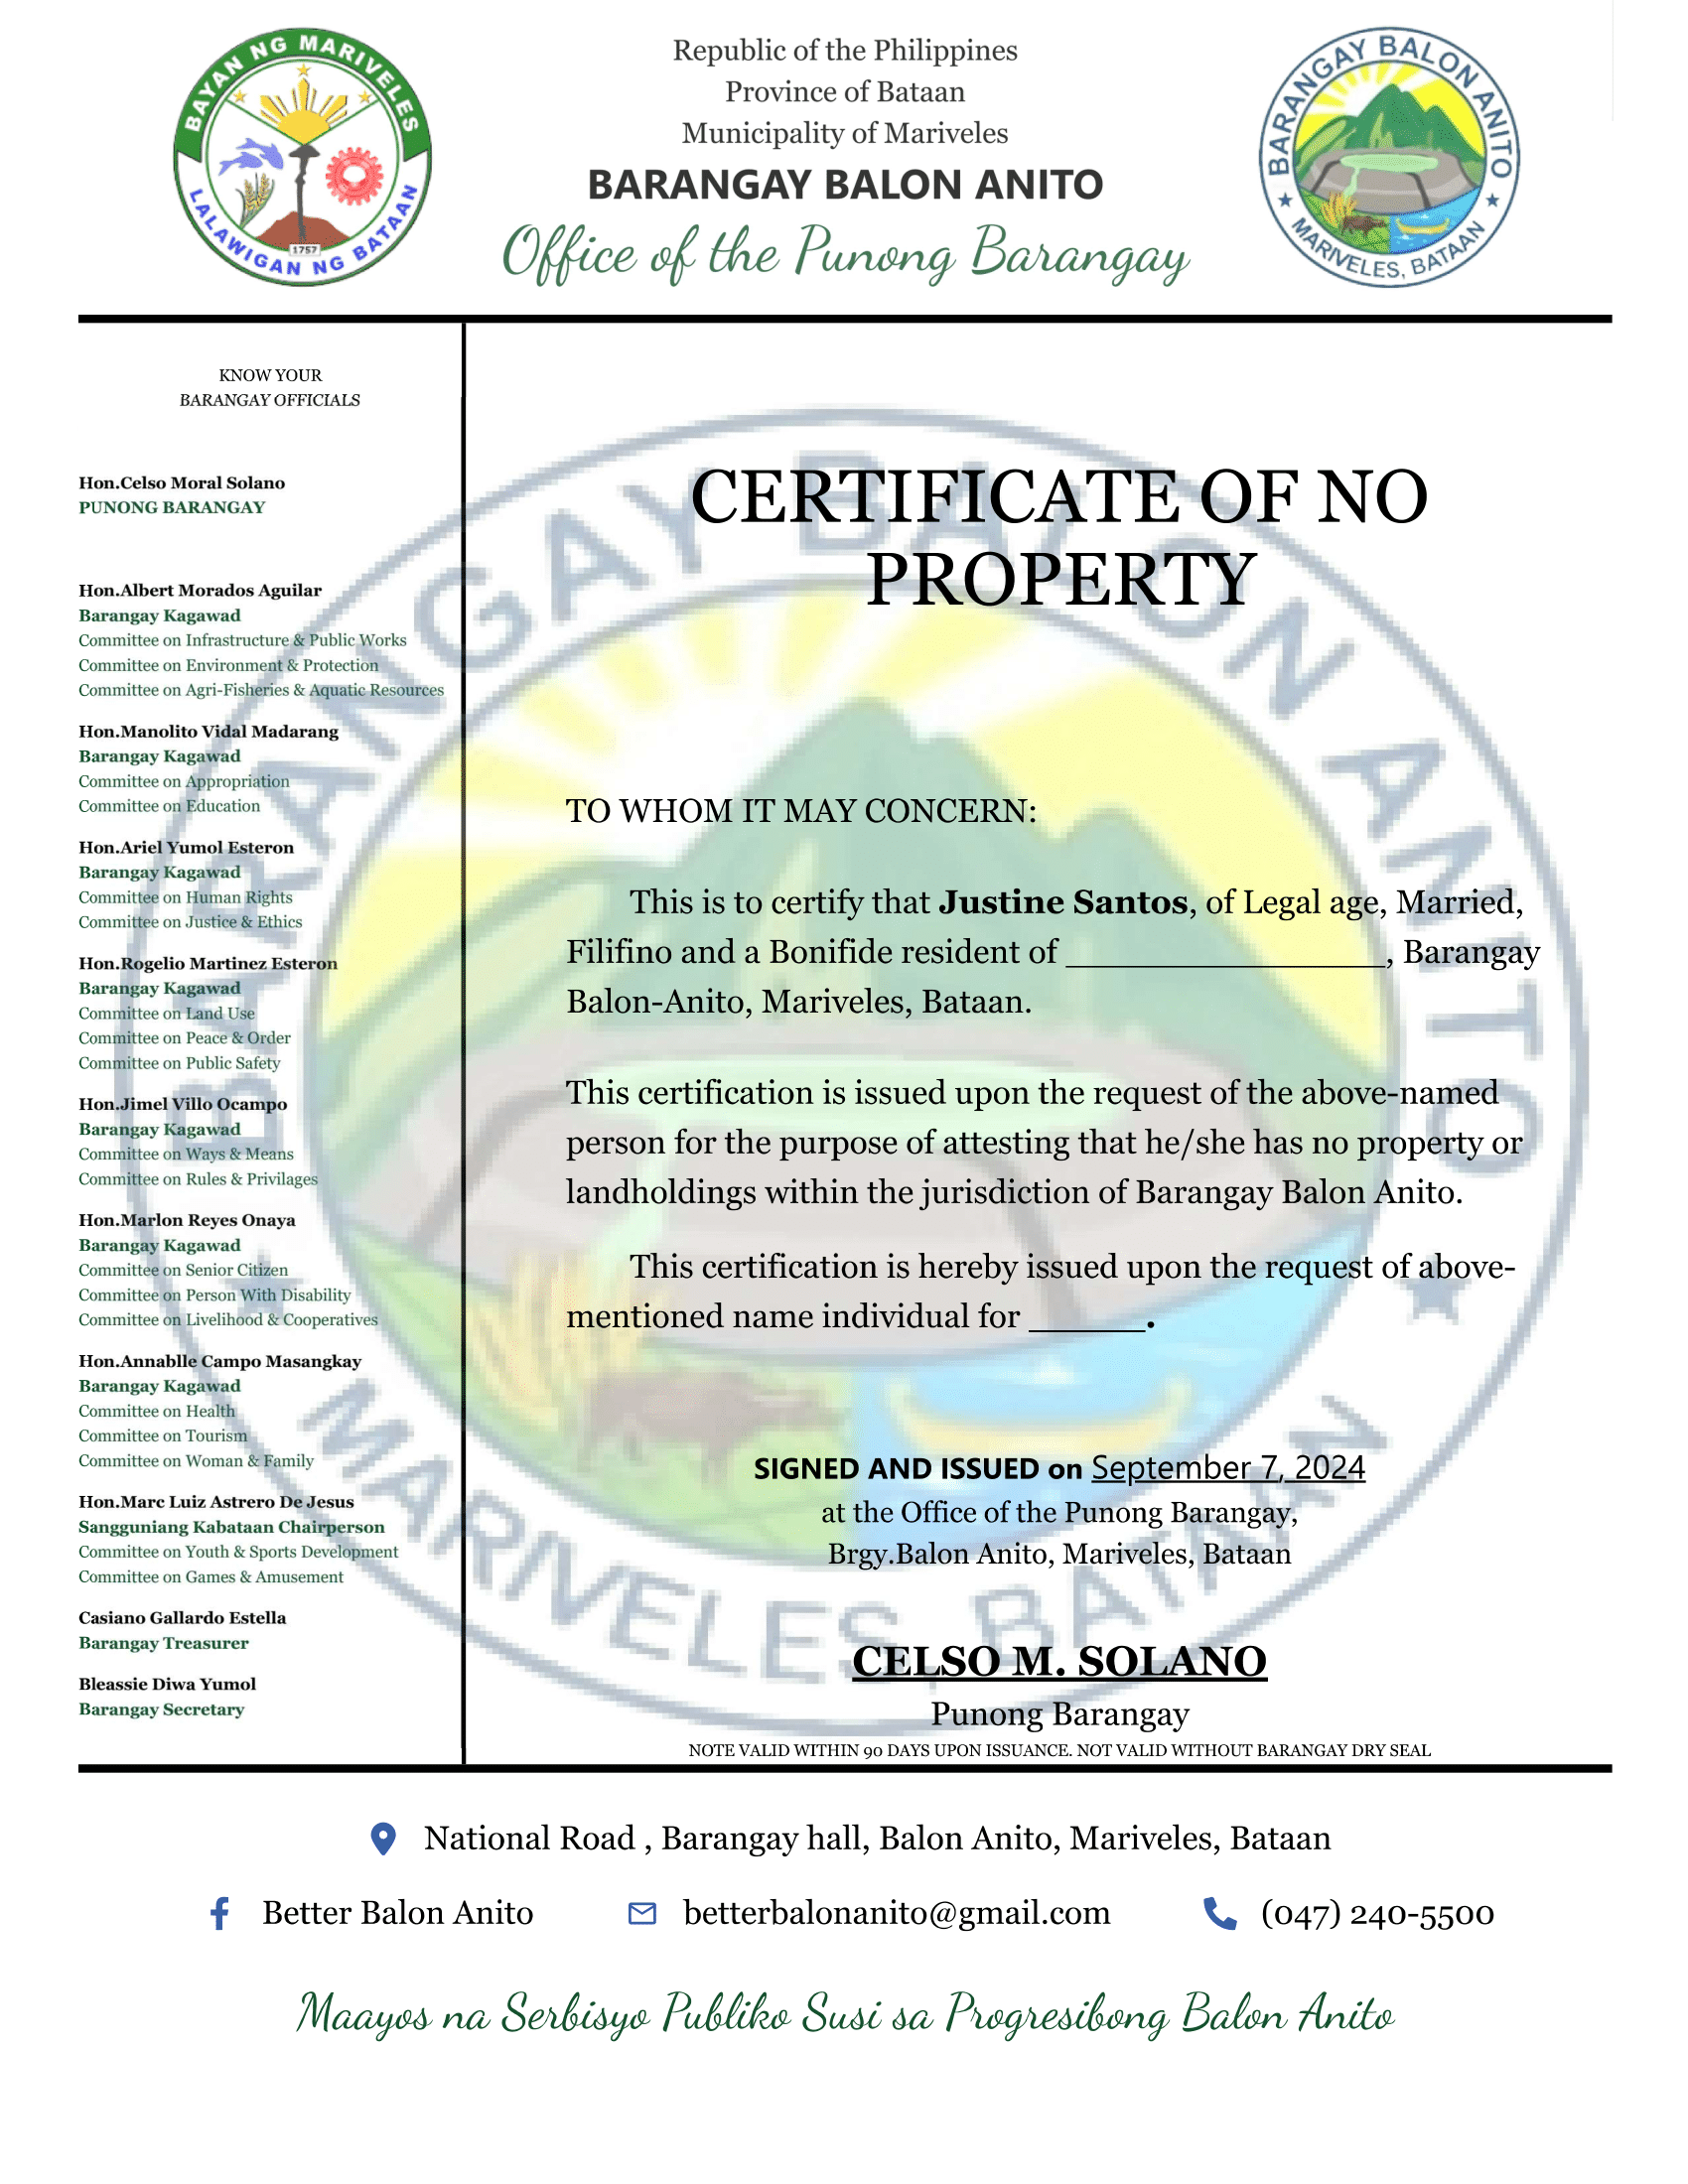 BAYAN NG MARIVELES
1757
LALAWIGAN NG BATAAN
Republic of the Philippines
Province of Bataan
Municipality of Mariveles
BARANGAY BALON ANITO
Office of the Punong Barangay
BARANGAY BALON ANITO
MARIVELES, BATAAN
KNOW YOUR
BARANGAY OFFICIALS
Hon.Celso Moral Solano
PUNONG BARANGAY
Hon.Albert Morados Aguilar
Barangay Kagawad
Committee on Infrastructure & Public Works
Committee on Environment & Protection
Committee on Agri-Fisheries & Aquatic Resources
Hon.Manolito Vidal Madarang
Barangay Kagawad
Committee on Appropriation
Committee on Education
Hon.Ariel Yumol Esteron
Barangay Kagawad
Committee on Human Rights
Committee on Justice & Ethics
Hon.Rogelio Martinez Esteron
Barangay Kagawad
Committee on Land Use
Committee on Peace & Order
Committee on Public Safety
Hon.Jimel Villo Ocampo
Barangay Kagawad
Committee on Ways & Means
Committee on Rules & Privilages
Hon.Marlon Reyes Onaya
Barangay Kagawad
Committee on Senior Citizen
Committee on Person With Disability
Committee on Livelihood & Cooperatives
Hon.Annablle Campo Masangkay
Barangay Kagawad
Committee on Health
Committee on Tourism
Committee on Woman & Family
Hon.Marc Luiz Astrero De Jesus
Sangguniang Kabataan Chairperson
Committee on Youth & Sports Development
Committee on Games & Amusement
Casiano Gallardo Estella
Barangay Treasurer
Bleassie Diwa Yumol
Barangay Secretary
BARANGAY BALON ANITO
MARIVELES, BATAAN
CERTIFICATE OF NO
PROPERTY
TO WHOM IT MAY CONCERN:
This is to certify that Justine Santos, of Legal age, Married,
Filifino and a Bonifide resident of ____________________, Barangay
Balon-Anito, Mariveles, Bataan.
This certification is issued upon the request of the above-named
person for the purpose of attesting that he/she has no property or
landholdings within the jurisdiction of Barangay Balon Anito.
This certification is hereby issued upon the request of above-
mentioned name individual for _______.
SIGNED AND ISSUED on September 7, 2024
at the Office of the Punong Barangay,
Brgy.Balon Anito, Mariveles, Bataan
CELSO M. SOLANO
Punong Barangay
NOTE VALID WITHIN 90 DAYS UPON ISSUANCE. NOT VALID WITHOUT BARANGAY DRY SEAL
National Road , Barangay hall, Balon Anito, Mariveles, Bataan
Better Balon Anito betterbalonanito@gmail.com (047) 240-5500
Maayos na Serbisyo Publiko Susi sa Progresibong Balon Anito